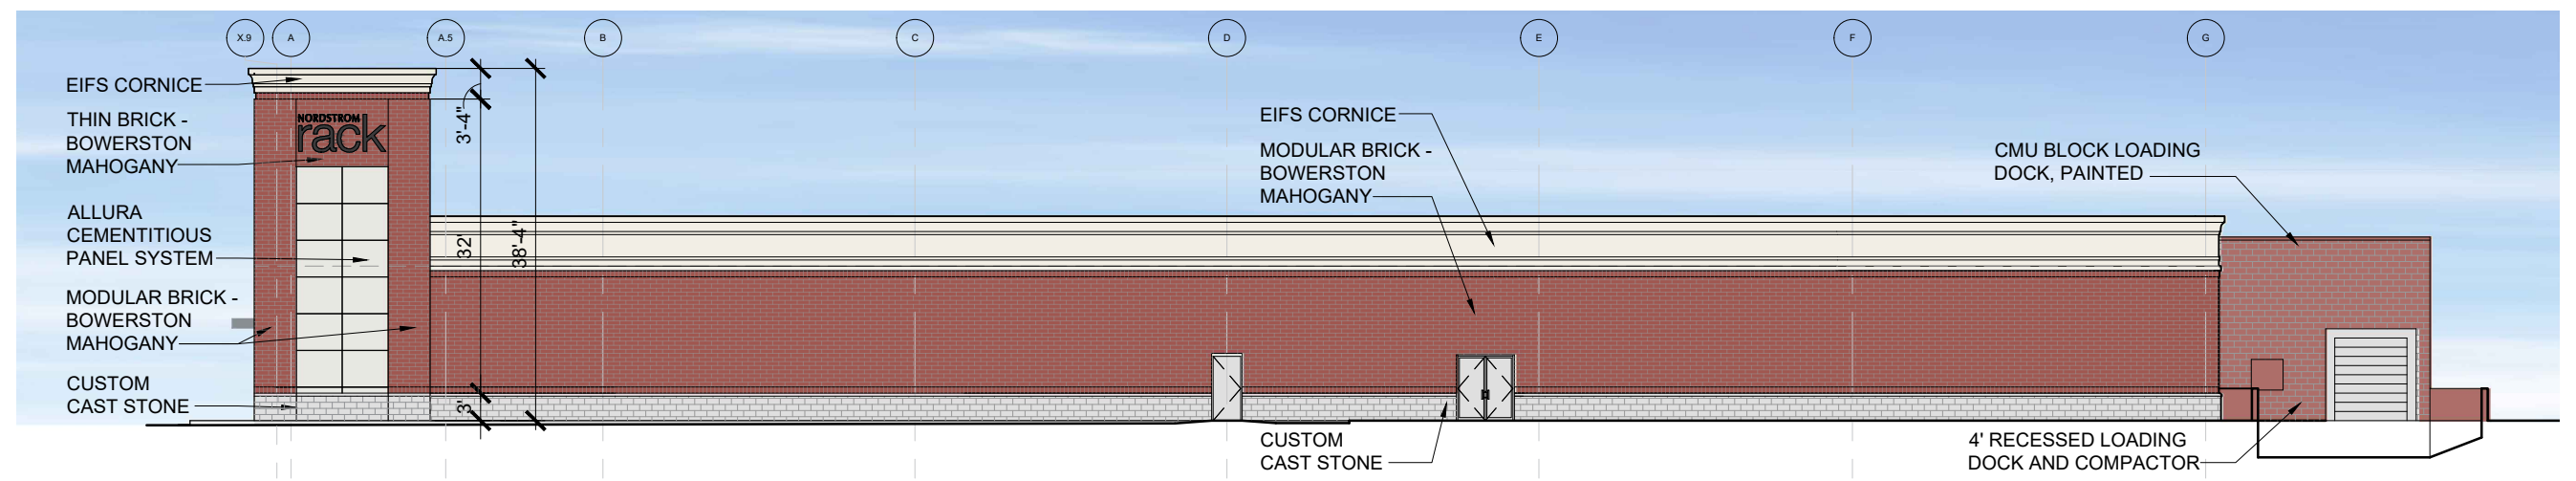 X.9
A
A.5
B
C
D
E
F
G
EIFS CORNICE
THIN BRICK -
BOWERSTON
MAHOGANY
ALLURA
CEMENTITIOUS
PANEL SYSTEM
MODULAR BRICK -
BOWERSTON
MAHOGANY
CUSTOM
CAST STONE
NORDSTROM
rack
3'-4"
32'
38'-4"
3'
EIFS CORNICE
MODULAR BRICK -
BOWERSTON
MAHOGANY
CUSTOM
CAST STONE
CMU BLOCK LOADING
DOCK, PAINTED
4' RECESSED LOADING
DOCK AND COMPACTOR